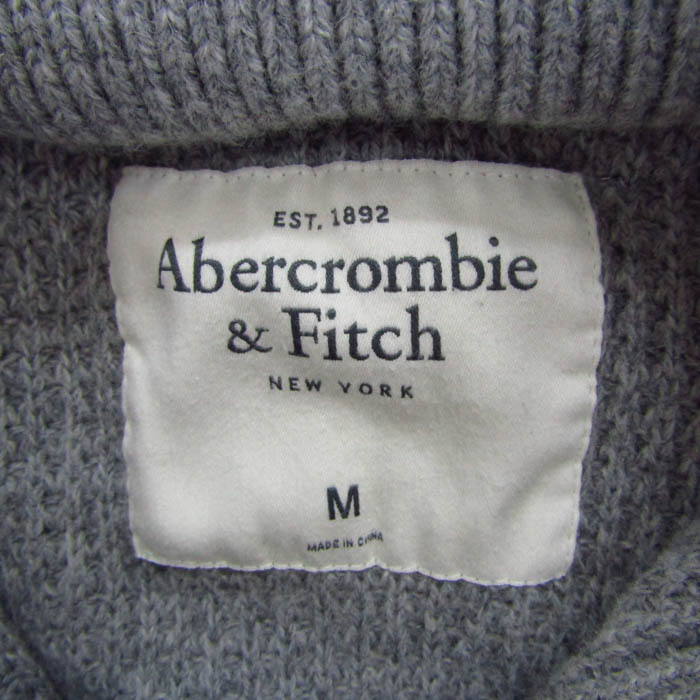 EST. 1892
Abercrombie
& Fitch
NEW YORK
M
MADE IN CHINA